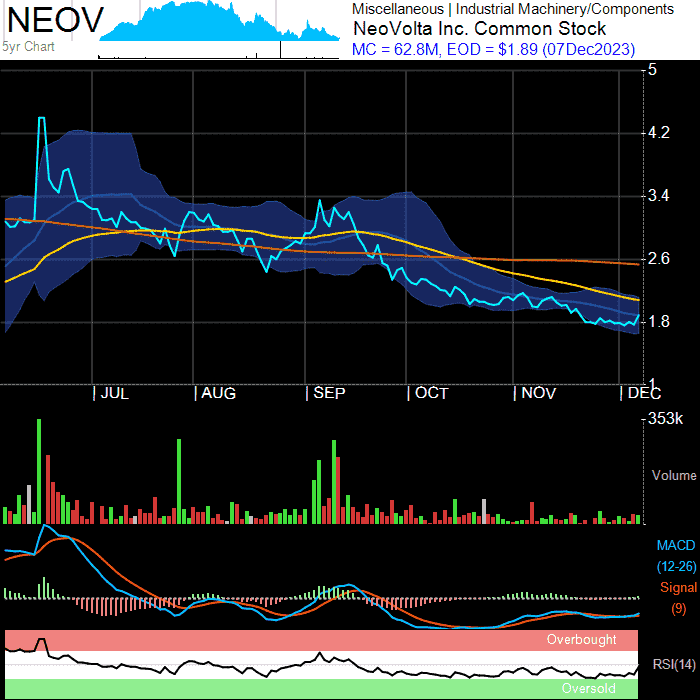 NEOV
5yr Chart
Miscellaneous | Industrial Machinery/Components
NeoVolta Inc. Common Stock
MC = 62.8M, EOD = $1.89 (07Dec2023)
5
4.2
3.4
2.6
1.8
1
JUL AUG SEP OCT NOV DEC
353k
Volume
MACD
(12-26)
Signal
(9)
Overbought
RSI(14)
Oversold